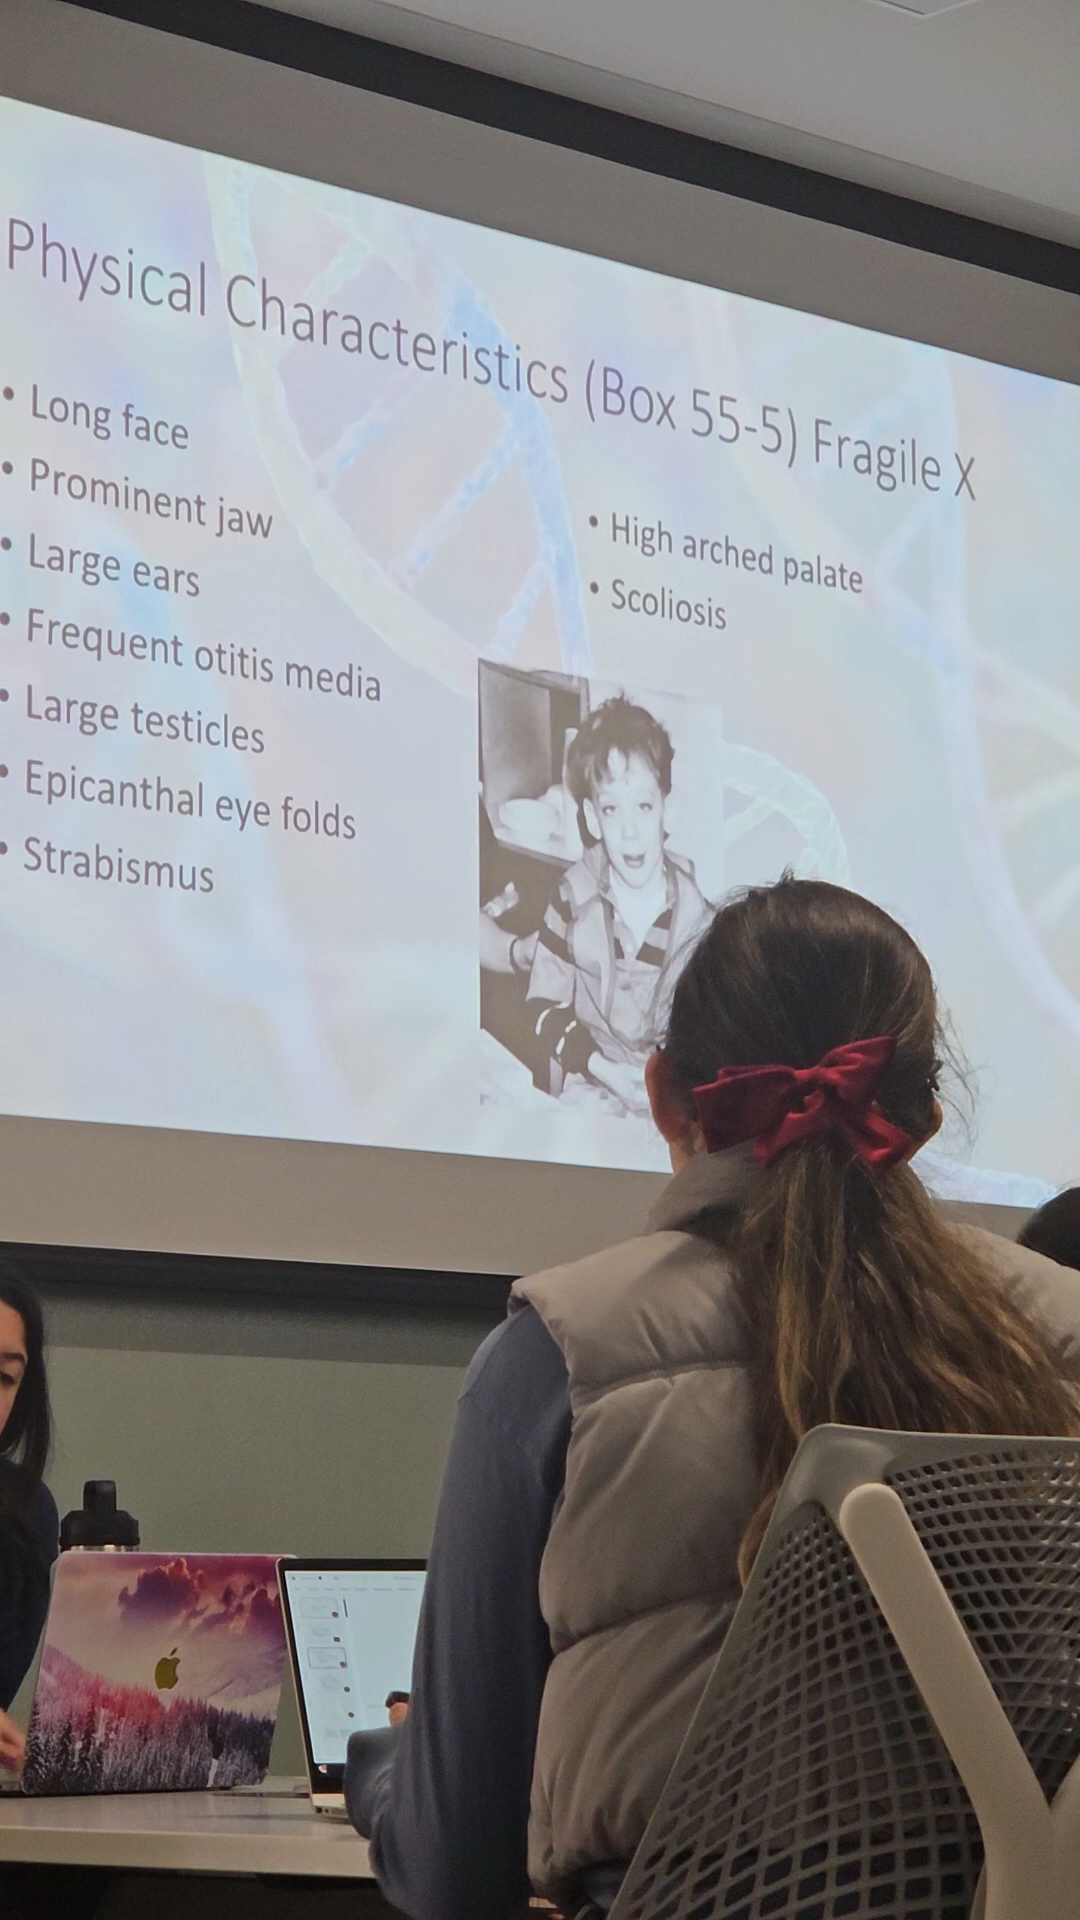 Physical Characteristics (Box 55-5) Fragile X
• Long face
• Prominent jaw
• Large ears
• Frequent otitis media
• Large testicles
• Epicanthal eye folds
• Strabismus
• High arched palate
• Scoliosis